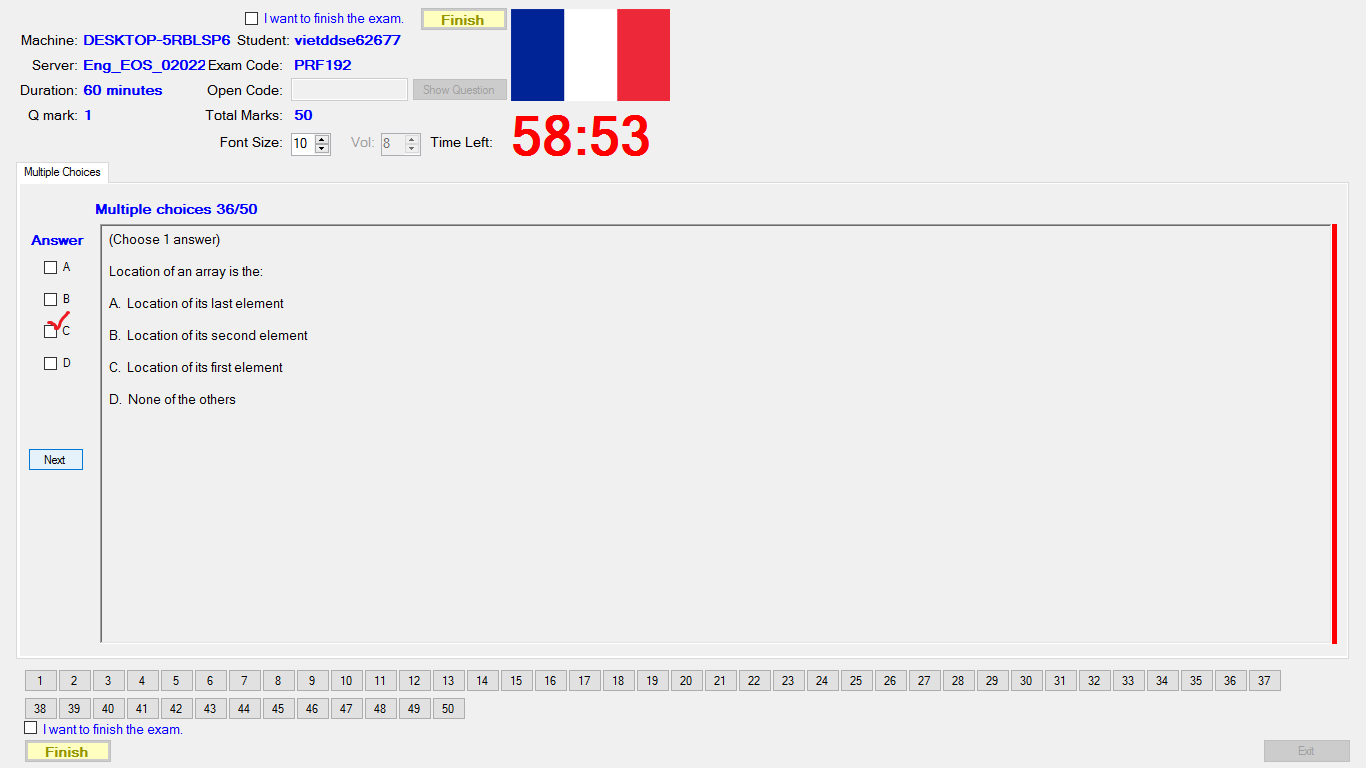 I want to finish the exam. Finish
Machine: DESKTOP-5RBLSP6 Student: vietddse62677
Server: Eng_EOS_02022 Exam Code: PRF192
Duration: 60 minutes Open Code: Show Question
Q mark: 1 Total Marks: 50
Font Size: 10 Vol: 8 Time Left: 58:53
Multiple Choices
Multiple choices 36/50
Answer
A
B
C
D
Next
(Choose 1 answer)
Location of an array is the:
A. Location of its last element
B. Location of its second element
C. Location of its first element
D. None of the others
1 2 3 4 5 6 7 8 9 10 11 12 13 14 15 16 17 18 19 20 21 22 23 24 25 26 27 28 29 30 31 32 33 34 35 36 37
38 39 40 41 42 43 44 45 46 47 48 49 50
I want to finish the exam.
Finish Exit